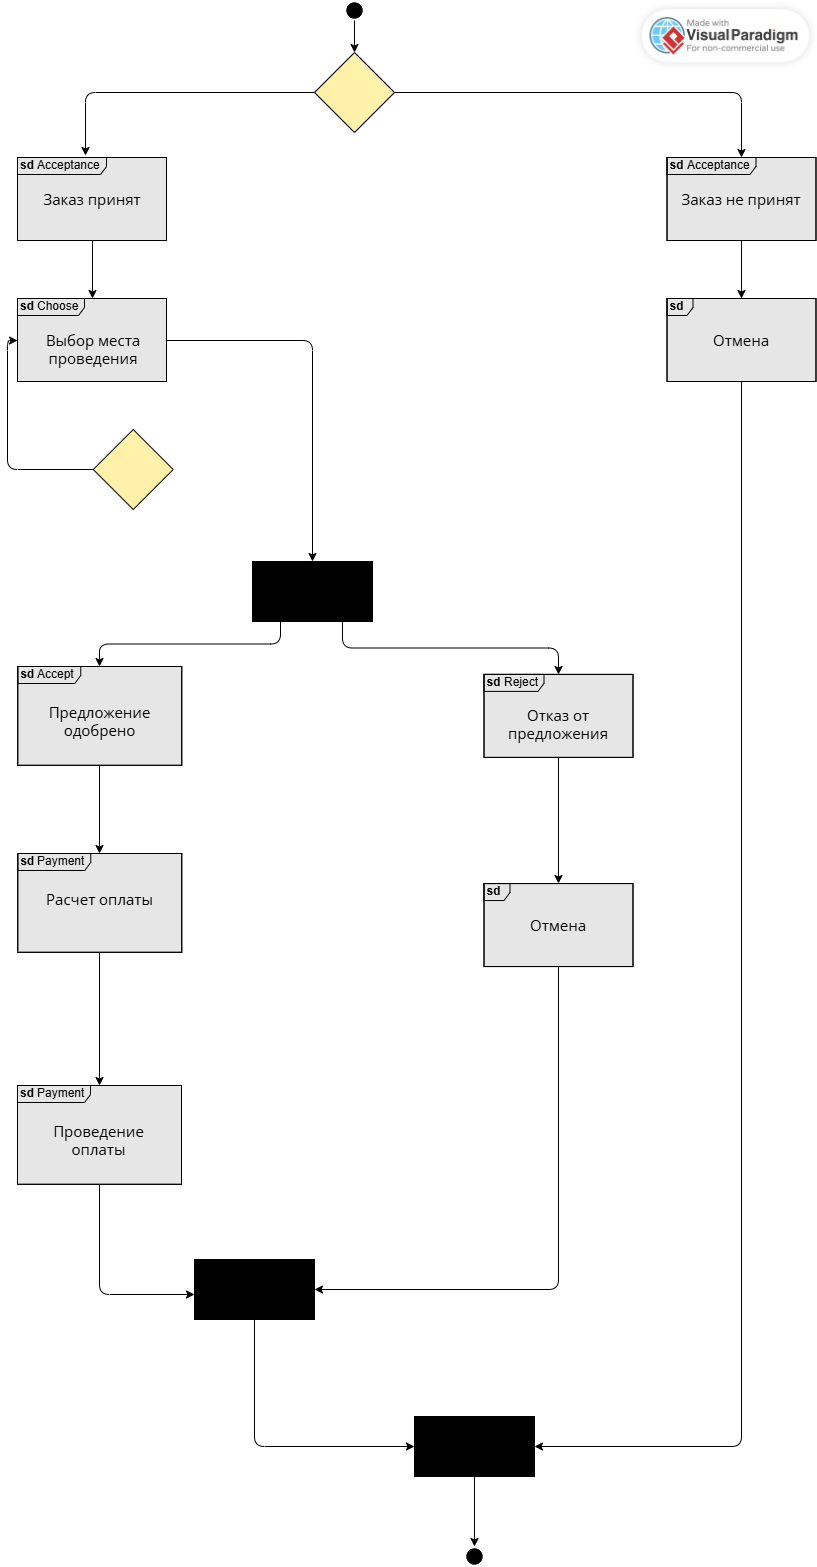 Made with
VisualParadigm
For non-commercial use
sd Acceptance
Заказ принят
sd Acceptance
Заказ не принят
sd Choose
Выбор места
проведения
sd
Отмена
sd Accept
Предложение
одобрено
sd Reject
Отказ от
предложения
sd Payment
Расчет оплаты
sd
Отмена
sd Payment
Проведение
оплаты